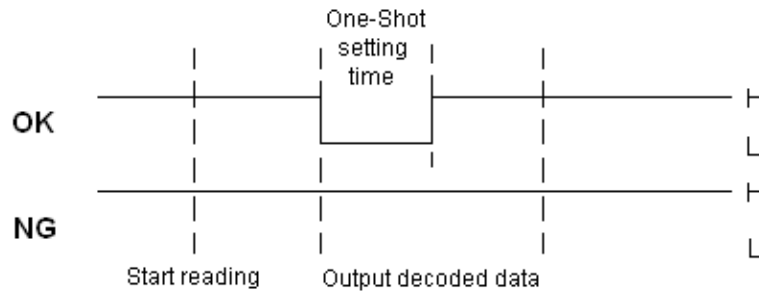 One-Shot
setting
time
OK
H
L
NG
H
L
Start reading
Output decoded data